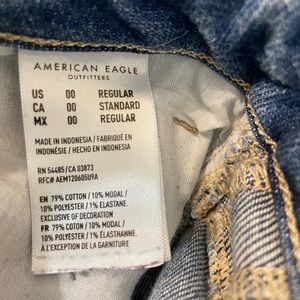 AMERICAN EAGLE
OUTFITTERS
US 00 REGULAR
CA 00 STANDARD
MX 00 REGULAR
MADE IN INDONESIA / FABRIQUÉ EN
INDONÉSIE / HECHO EN INDONESIA
RN 54485/CA 03873
RFC# AEM120605U9A
EN 79% COTTON / 10% MODAL /
10% POLYESTER / 1% ELASTANE.
EXCLUSIVE OF DECORATION
FR 79% COTON / 10% MODAL /
10% POLYESTER / 1% ÉLASTHANNE.
À L'EXCEPTION DE LA GARNITURE